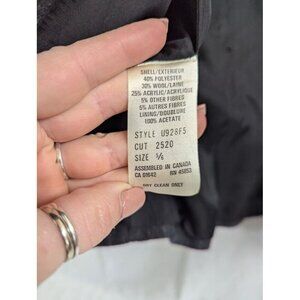 SHELL/EXTERIEUR
40% POLYESTER
30% WOOL/LAINE
25% ACRYLIC/ACRYLIQUE
5% OTHER FIBRES
5% AUTRES FIBRES
LINING/DOUBLURE
100% ACETATE
STYLE U928F5
CUT 2520
SIZE 5/6
ASSEMBLED IN CANADA
CA 01642 RN 45853
DRY CLEAN ONLY